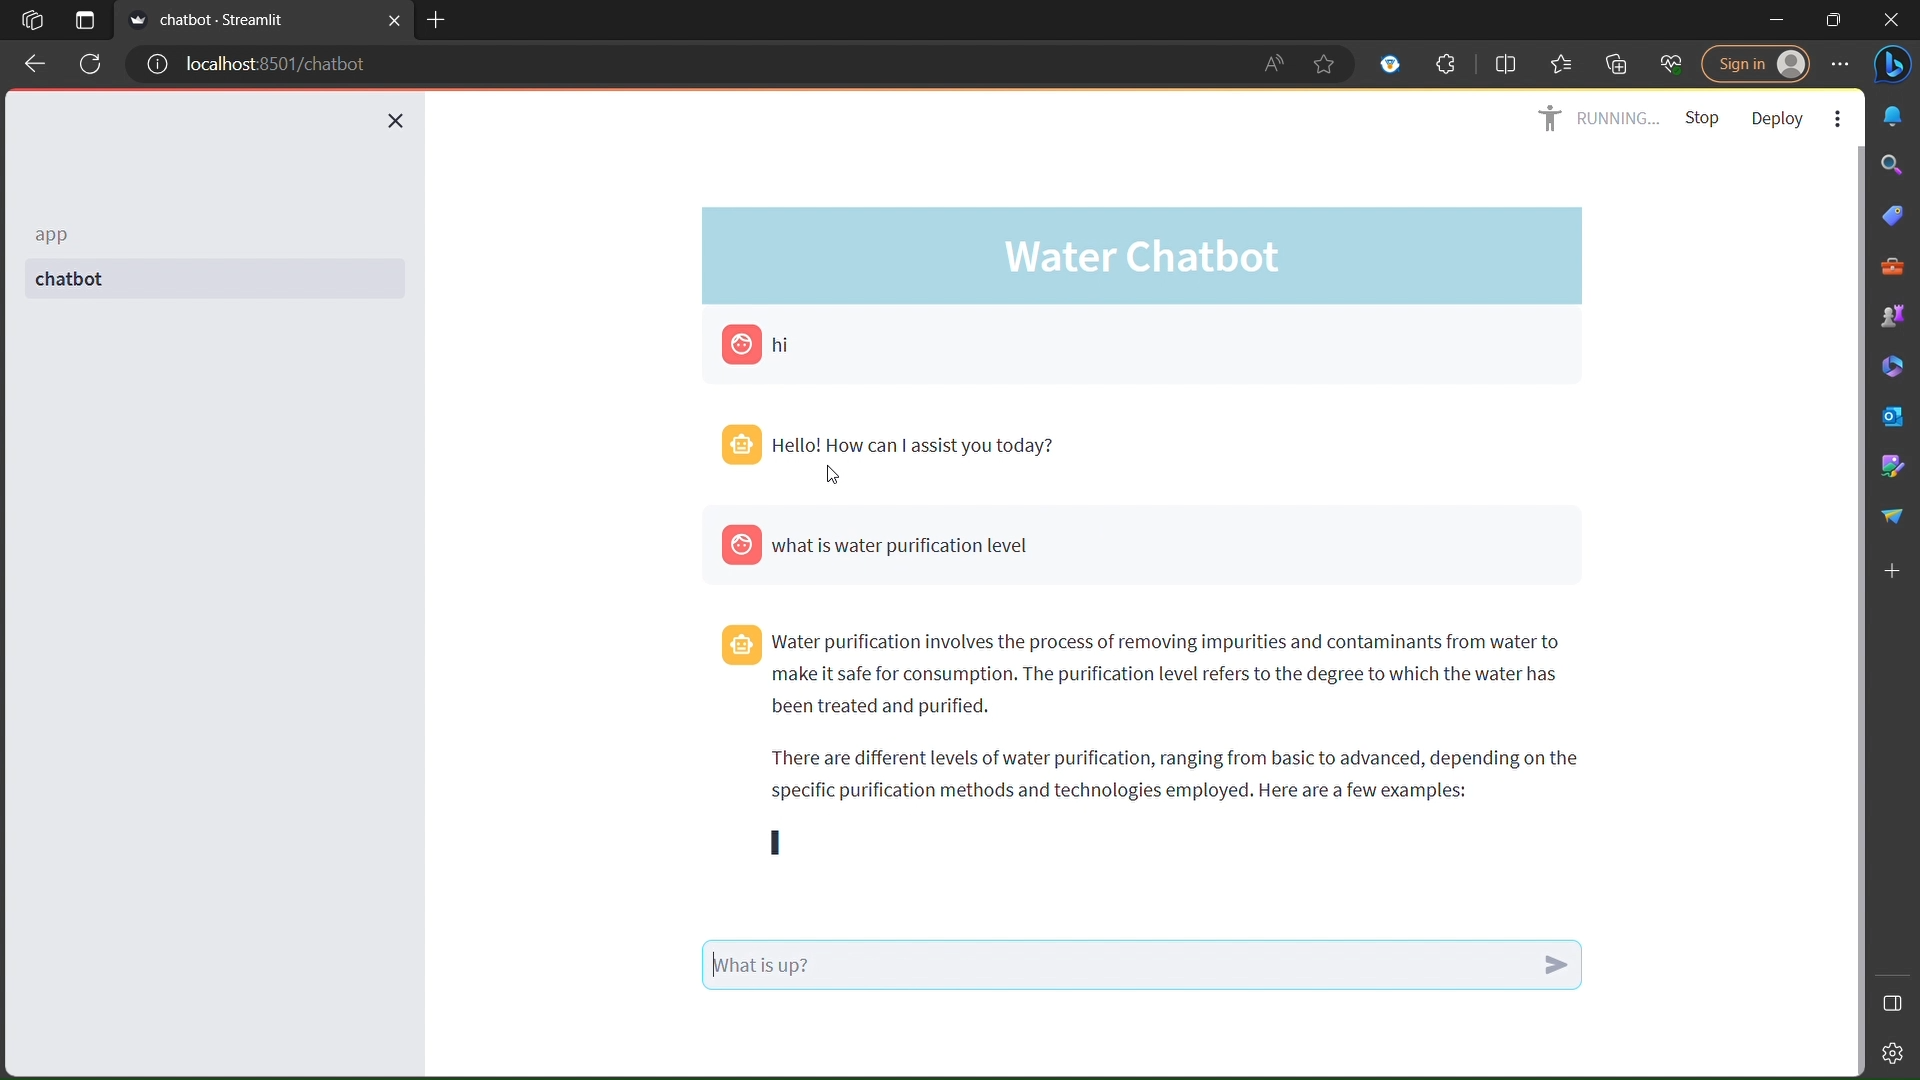 chatbot · Streamlit
localhost:8501/chatbot
Sign in
RUNNING...
Stop
Deploy
app
chatbot
Water Chatbot
hi
Hello! How can I assist you today?
what is water purification level
Water purification involves the process of removing impurities and contaminants from water to
make it safe for consumption. The purification level refers to the degree to which the water has
been treated and purified.
There are different levels of water purification, ranging from basic to advanced, depending on the
specific purification methods and technologies employed. Here are a few examples:
What is up?